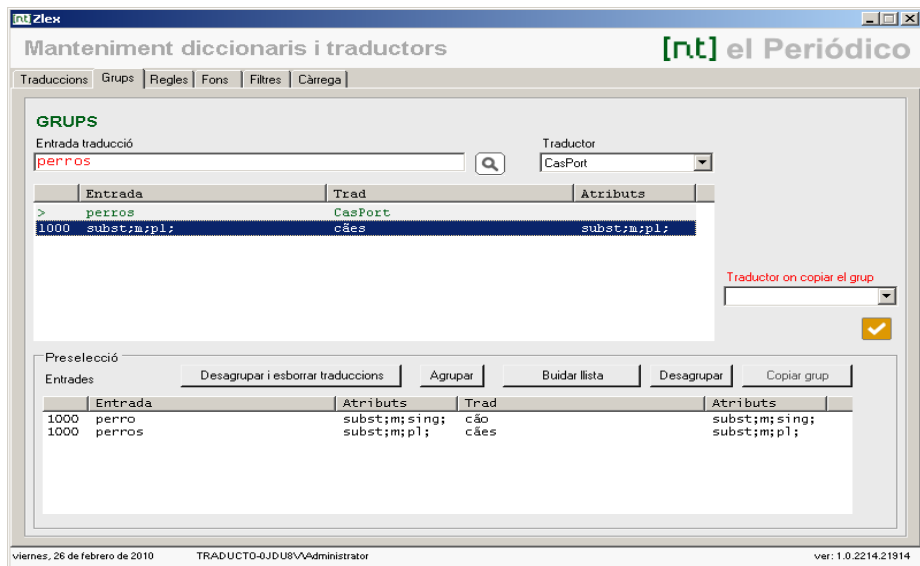 [nt] Zlex
Manteniment diccionaris i traductors
[nt] el Periódico
Traduccions Grups Regles Fons Filtres Càrrega
GRUPS
Entrada traducció Traductor
perros CasPort
Entrada Trad Atributs
> perros CasPort
1000 subst;m;pl; cães subst;m;pl;
Traductor on copiar el grup
Preselecció
Entrades Desagrupar i esborrar traduccions Agrupar Buidar llista Desagrupar Copiar grup
Entrada Atributs Trad Atributs
1000 perro subst;m;sing; cão subst;m;sing;
1000 perros subst;m;pl; cães subst;m;pl;
viernes, 26 de febrero de 2010 TRADUCTO-0JDU8V\Administrator ver: 1.0.2214.21914